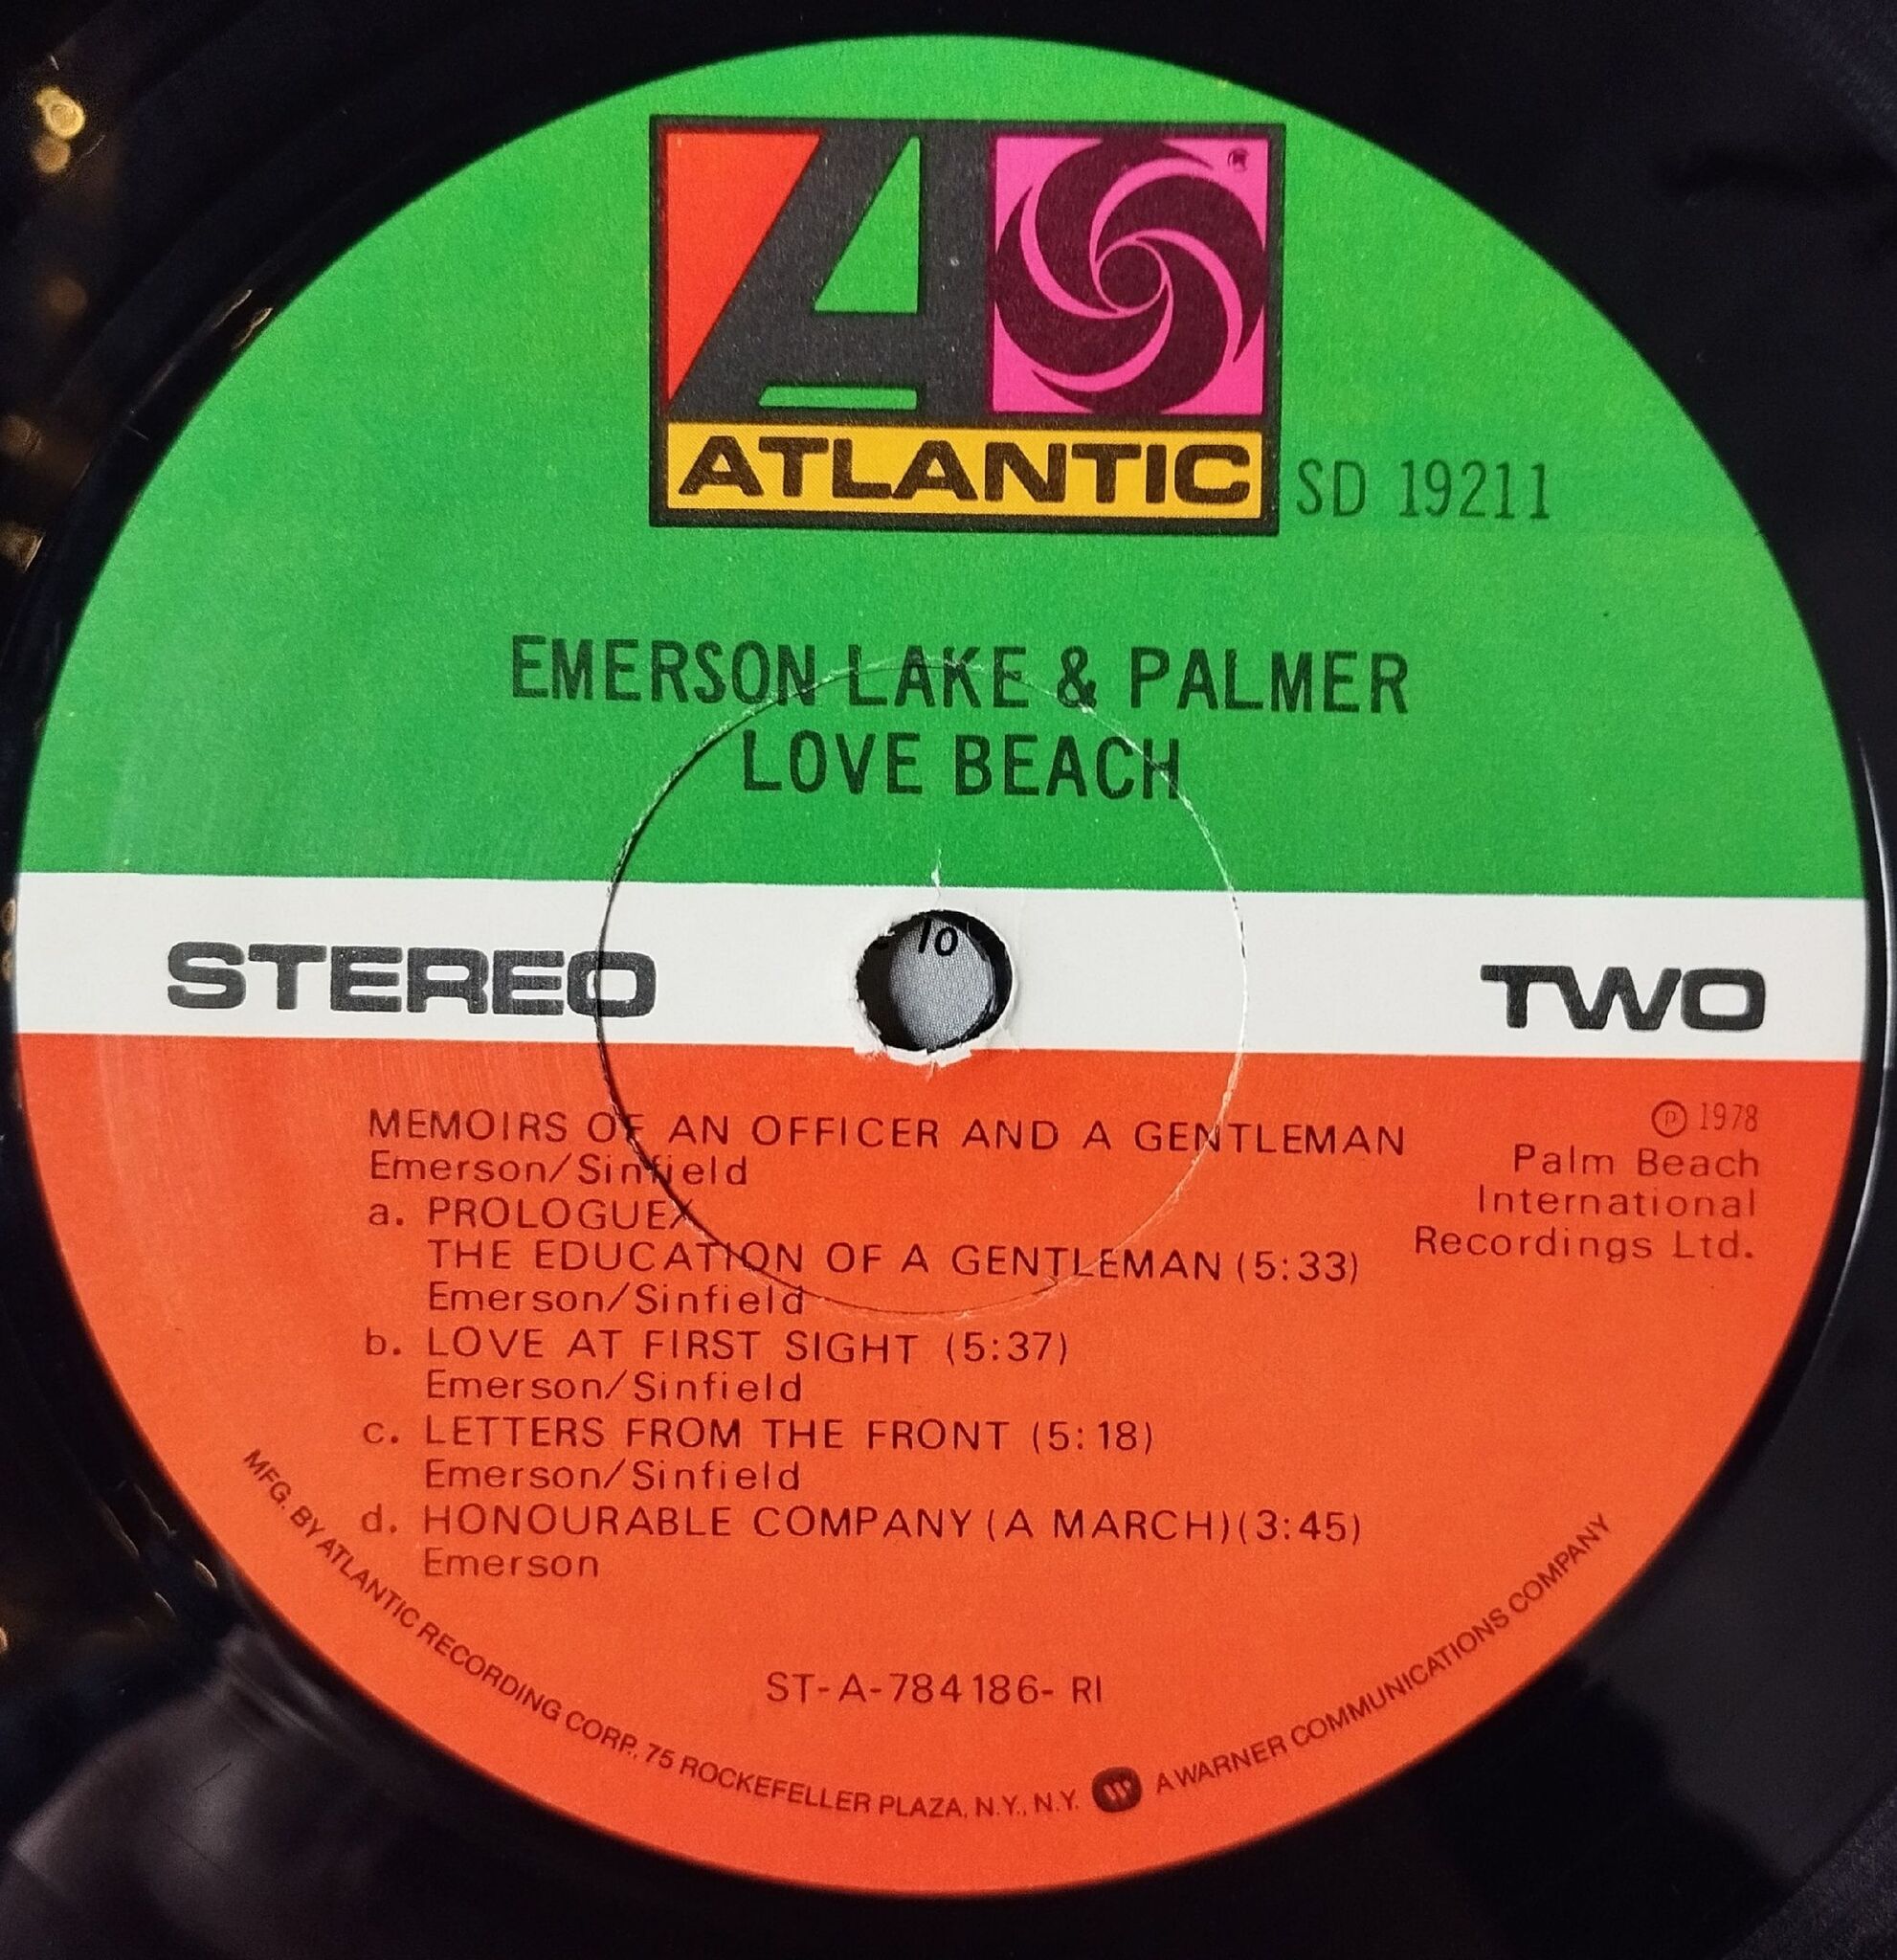 ®
ATLANTIC
SD 19211
EMERSON LAKE & PALMER
LOVE BEACH
STEREO
TWO
10
MEMOIRS OF AN OFFICER AND A GENTLEMAN
Emerson/Sinfield
a. PROLOGUE/
THE EDUCATION OF A GENTLEMAN (5:33)
Emerson/Sinfield
b. LOVE AT FIRST SIGHT (5:37)
Emerson/Sinfield
c. LETTERS FROM THE FRONT (5:18)
Emerson/Sinfield
d. HONOURABLE COMPANY (A MARCH) (3:45)
Emerson
℗ 1978
Palm Beach
International
Recordings Ltd.
ST-A-784186-RI
MFG. BY ATLANTIC RECORDING CORP., 75 ROCKEFELLER PLAZA, N.Y., N.Y. W A WARNER COMMUNICATIONS COMPANY